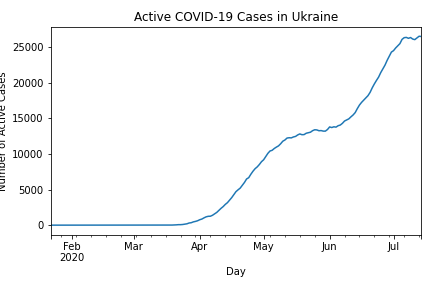 Active COVID-19 Cases in Ukraine
Number of Active Cases
25000
20000
15000
10000
5000
0
Feb Mar Apr May Jun Jul
2020
Day